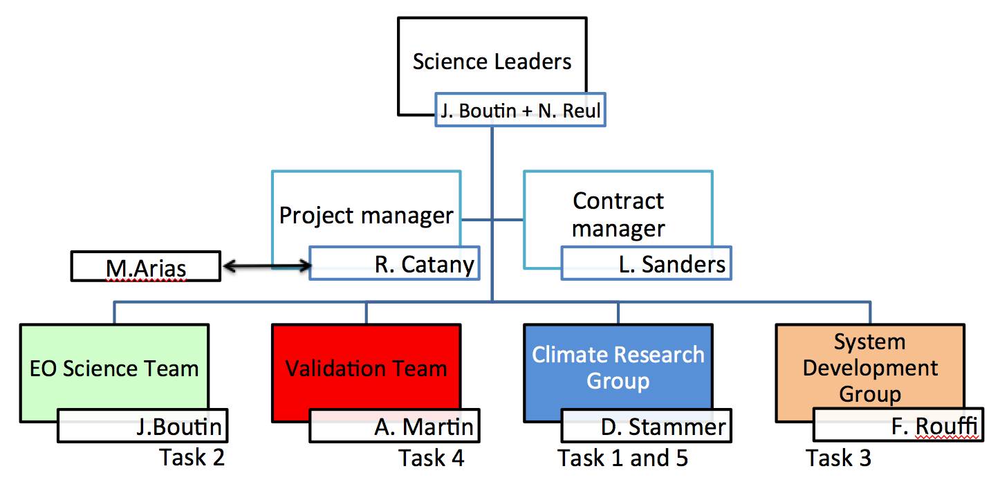 Science Leaders
J. Boutin + N. Reul
Project manager
Contract
manager
M.Arias
R. Catany
L. Sanders
EO Science Team
Validation Team
Climate Research
Group
System
Development
Group
J.Boutin
A. Martin
D. Stammer
F. Rouffi
Task 2
Task 4
Task 1 and 5
Task 3